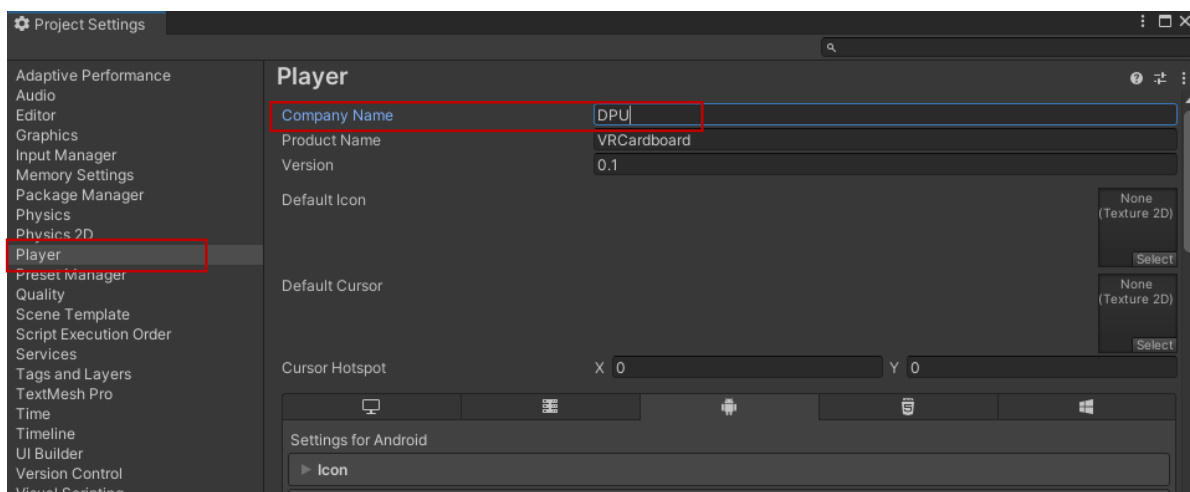 Project Settings
Adaptive Performance
Audio
Editor
Graphics
Input Manager
Memory Settings
Package Manager
Physics
Physics 2D
Player
Preset Manager
Quality
Scene Template
Script Execution Order
Services
Tags and Layers
TextMesh Pro
Time
Timeline
UI Builder
Version Control
Visual Scripting
Player
Company Name DPU
Product Name VRCardboard
Version 0.1
Default Icon
None
(Texture 2D)
Select
Default Cursor
None
(Texture 2D)
Select
Cursor Hotspot X 0 Y 0
Settings for Android
Icon